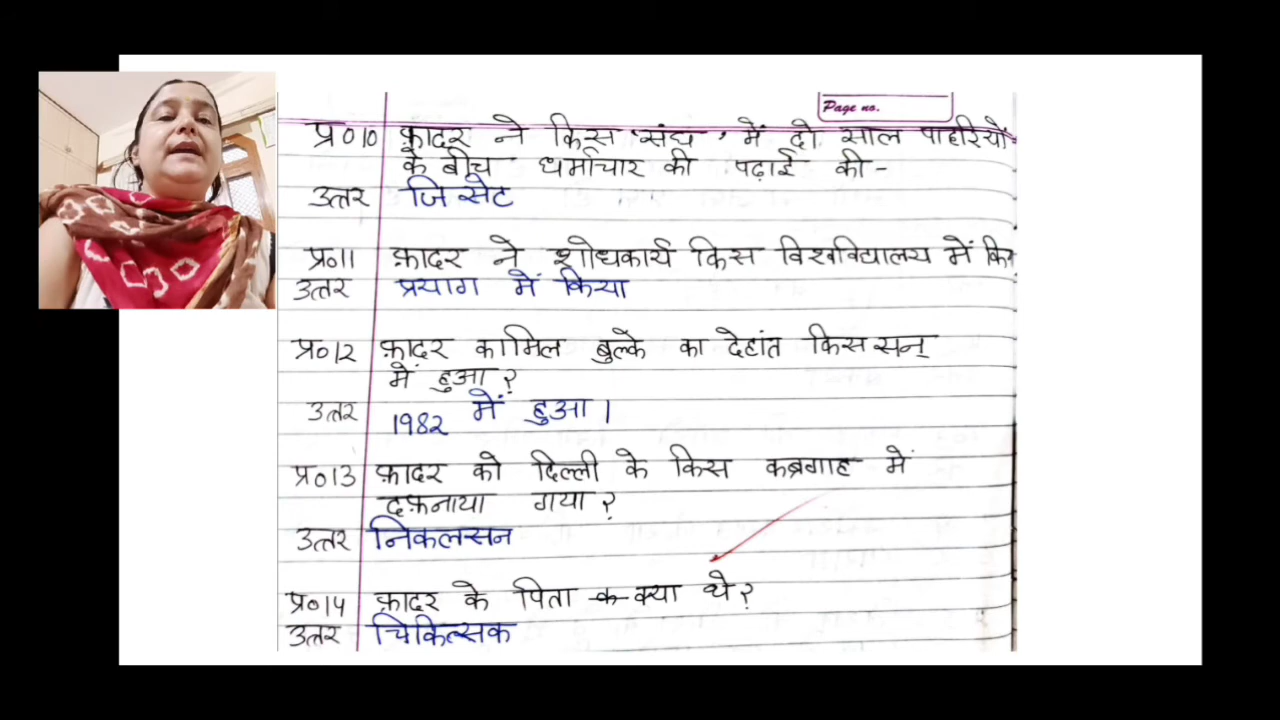 Page no.
प्र०10 फ़ादर ने किस 'संघ' में दो साल पाहरियों
के बीच धर्माचार की पढ़ाई की -
उत्तर जिसेट
प्र०11 फ़ादर ने शोधकार्य किस विश्वविद्यालय में
उत्तर प्रयाग में किया
प्र०12 फ़ादर कामिल बुल्के का देहांत किस सन्
में हुआ ?
उत्तर 1982 में हुआ।
प्र०13 फ़ादर को दिल्ली के किस कब्रगाह में
दफ़नाया गया ?
उत्तर निकलसन
प्र०14 फ़ादर के पिता क्या थे ?
उत्तर चिकित्सक